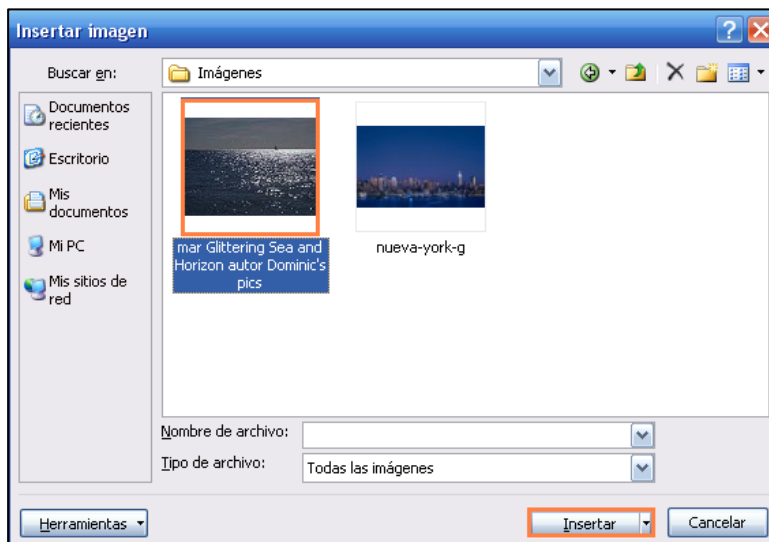 Insertar imagen
Buscar en:
Imágenes
Documentos
recientes
Escritorio
Mis
documentos
Mi PC
Mis sitios de
red
mar Glittering Sea and
Horizon autor Dominic's
pics
nueva-york-g
Nombre de archivo:
Tipo de archivo:
Todas las imágenes
Herramientas
Insertar
Cancelar